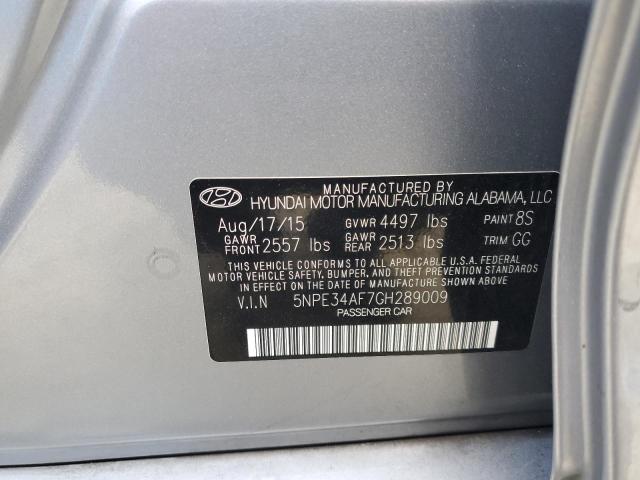 MANUFACTURED BY
HYUNDAI MOTOR MANUFACTURING ALABAMA, LLC
Aug/17/15 GVWR 4497 lbs PAINT 8S
GAWR FRONT 2557 lbs GAWR REAR 2513 lbs TRIM GG
THIS VEHICLE CONFORMS TO ALL APPLICABLE U.S.A. FEDERAL
MOTOR VEHICLE SAFETY, BUMPER, AND THEFT PREVENTION STANDARDS
IN EFFECT ON THE DATE OF MANUFACTURE SHOWN ABOVE.
V.I.N 5NPE34AF7GH289009
PASSENGER CAR